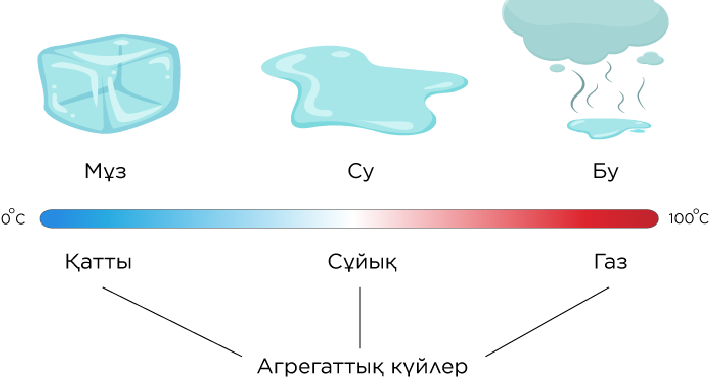 Мұз Су Бу
0°C 100°C
Қатты Сұйық Газ
Агрегаттық күйлер